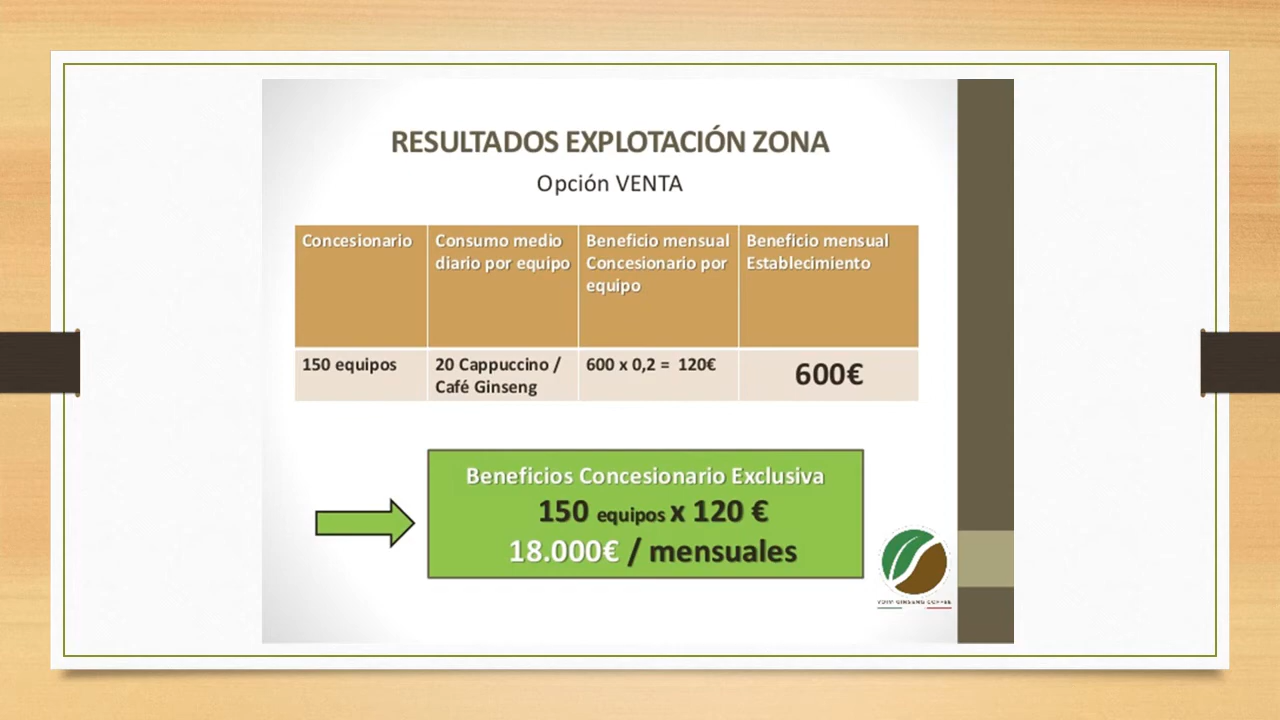 RESULTADOS EXPLOTACIÓN ZONA
Opción VENTA
Concesionario
Consumo medio
diario por equipo
Beneficio mensual
Concesionario por
equipo
Beneficio mensual
Establecimiento
150 equipos
20 Cappuccino /
Café Ginseng
600 x 0,2 = 120€
600€
Beneficios Concesionario Exclusiva
150 equipos x 120 €
18.000€ / mensuales
GINSENG COFFEE